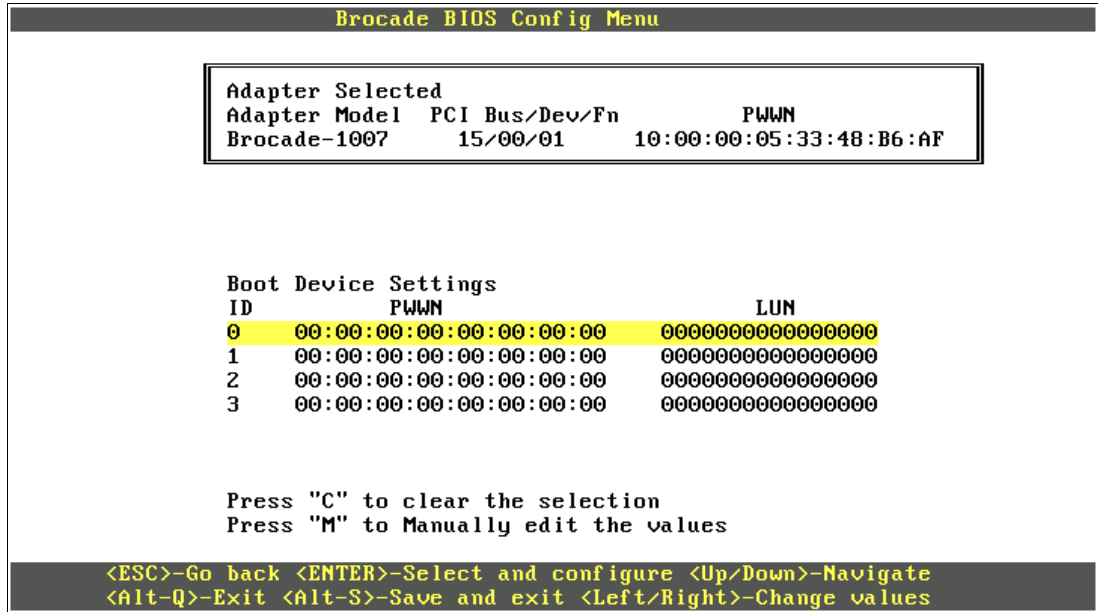 Brocade BIOS Config Menu
Adapter Selected
Adapter Model PCI Bus/Dev/Fn PWWN
Brocade-1007 15/00/01 10:00:00:05:33:48:B6:AF
Boot Device Settings
ID PWWN LUN
0 00:00:00:00:00:00:00:00 0000000000000000
1 00:00:00:00:00:00:00:00 0000000000000000
2 00:00:00:00:00:00:00:00 0000000000000000
3 00:00:00:00:00:00:00:00 0000000000000000
Press "C" to clear the selection
Press "M" to Manually edit the values
<ESC>-Go back <ENTER>-Select and configure <Up/Down>-Navigate
<Alt-Q>-Exit <Alt-S>-Save and exit <Left/Right>-Change values